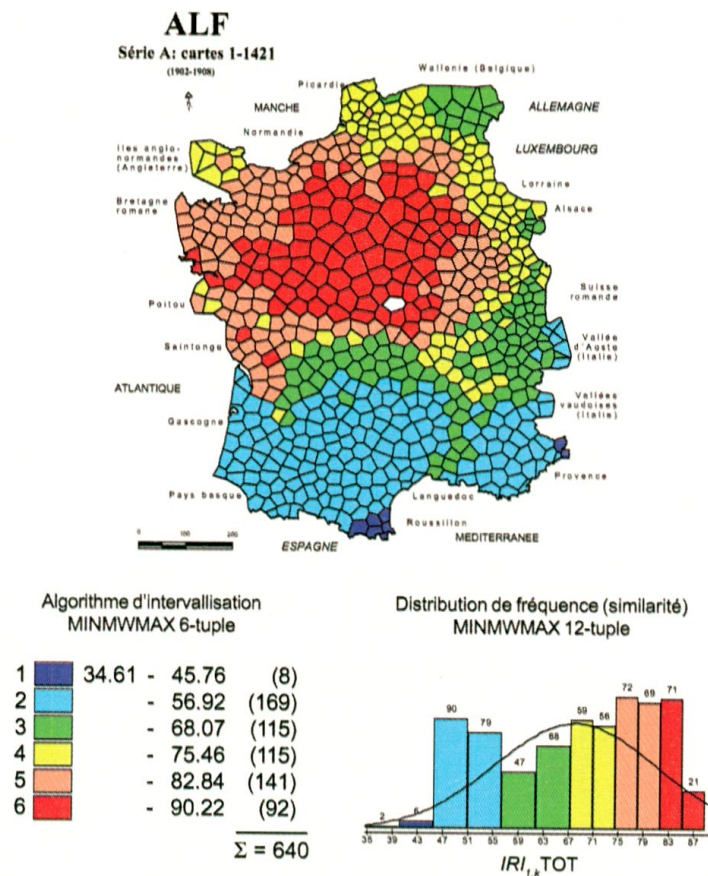 ALF
Série A: cartes 1-1421
(1902-1908)
Wallonie (Belgique)
Picardie
MANCHE
ALLEMAGNE
Normandie
LUXEMBOURG
Iles anglo-
normandes
(Angleterre)
Lorraine
Bretagne
romane
Alsace
Suisse
romande
Poitou
Vallée
d'Aoste
(Italie)
Saintonge
ATLANTIQUE
Vallées
vaudoises
(Italie)
Gascogne
Provence
Pays basque
Languedoc
Roussillon
0 100 200
ESPAGNE
MEDITERRANEE
Algorithme d'intervallisation
MINMWMAX 6-tuple
1 34.61 - 45.76 (8)
2 - 56.92 (169)
3 - 68.07 (115)
4 - 75.46 (115)
5 - 82.84 (141)
6 - 90.22 (92)
Σ = 640
Distribution de fréquence (similarité)
MINMWMAX 12-tuple
2 6 90 79 47 68 59 56 72 69 71 21
35 39 43 47 51 57 63 67 71 75 79 83 87
IRI1,kTOT